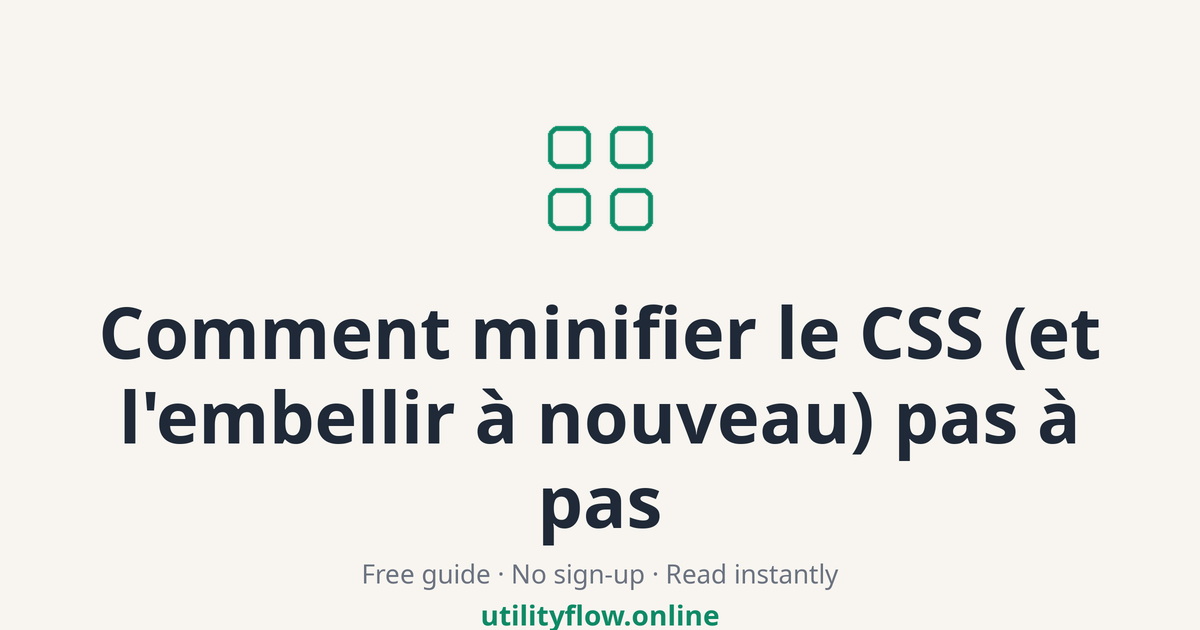 Comment minifier le CSS (et
l'embellir à nouveau) pas à
pas
Free guide · No sign-up · Read instantly
utilityflow.online